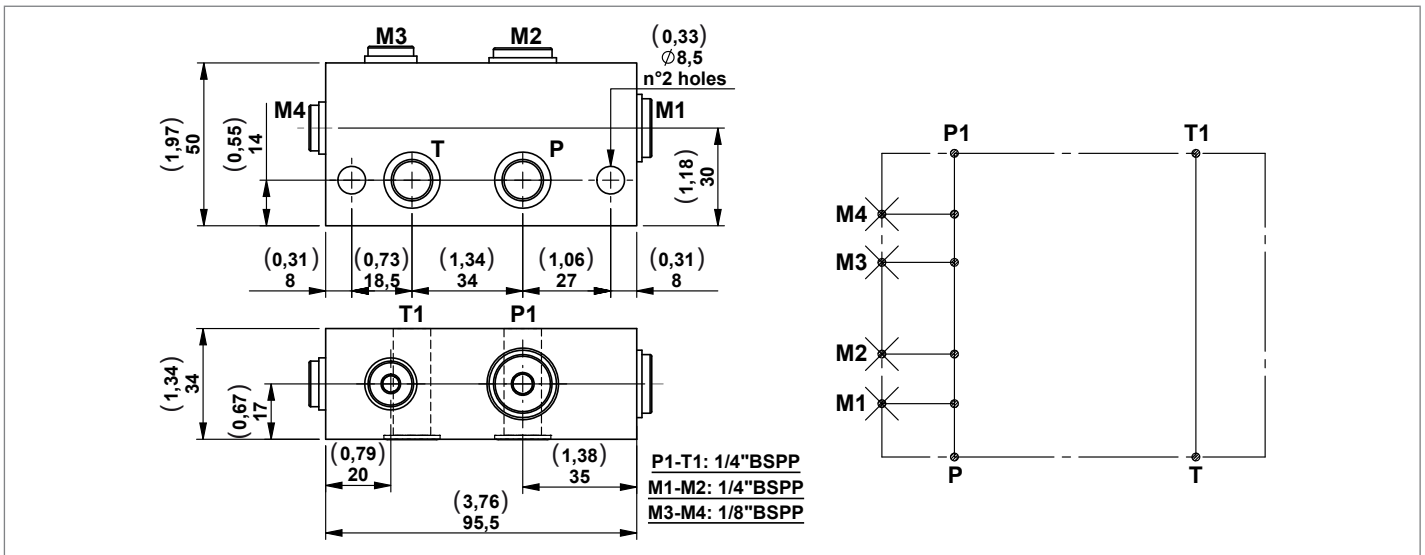 M3
M2
(0,33)
∅8,5
n°2 holes
M4
M1
(1,97)
50
(0,55)
14
T
P
(1,18)
30
(0,31)
8
(0,73)
18,5
(1,34)
34
(1,06)
27
(0,31)
8
T1
P1
(1,34)
34
(0,67)
17
(0,79)
20
(1,38)
35
(3,76)
95,5
P1-T1: 1/4"BSPP
M1-M2: 1/4"BSPP
M3-M4: 1/8"BSPP
P1
T1
M4
M3
M2
M1
P
T